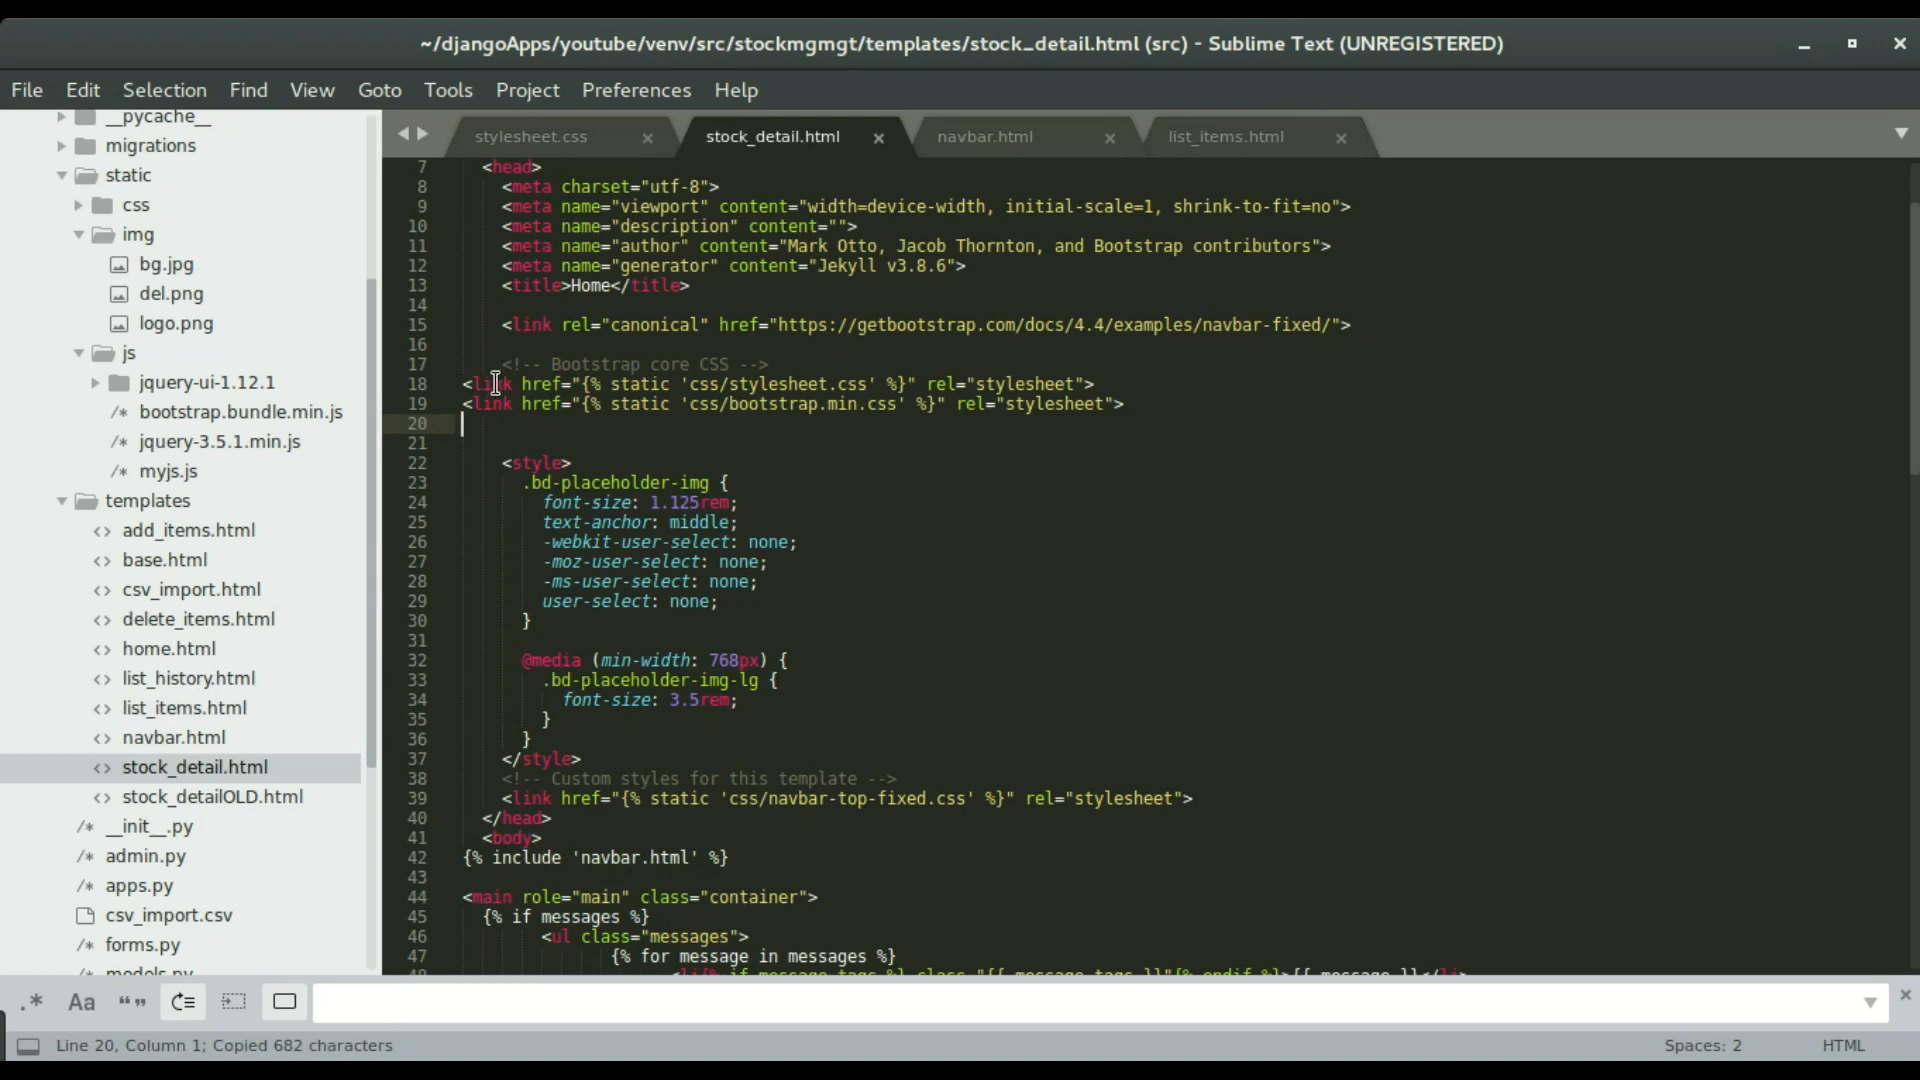 ~/djangoApps/youtube/venv/src/stockmgmgt/templates/stock_detail.html (src) - Sublime Text (UNREGISTERED)
File Edit Selection Find View Goto Tools Project Preferences Help
__pycache__
migrations
static
css
img
bg.jpg
del.png
logo.png
js
jquery-ui-1.12.1
/* bootstrap.bundle.min.js
/* jquery-3.5.1.min.js
/* myjs.js
templates
<> add_items.html
<> base.html
<> csv_import.html
<> delete_items.html
<> home.html
<> list_history.html
<> list_items.html
<> navbar.html
<> stock_detail.html
<> stock_detailOLD.html
/* __init__.py
/* admin.py
/* apps.py
csv_import.csv
/* forms.py
models.py
stylesheet.css stock_detail.html navbar.html list_items.html
7 <head>
8 <meta charset="utf-8">
9 <meta name="viewport" content="width=device-width, initial-scale=1, shrink-to-fit=no">
10 <meta name="description" content="">
11 <meta name="author" content="Mark Otto, Jacob Thornton, and Bootstrap contributors">
12 <meta name="generator" content="Jekyll v3.8.6">
13 <title>Home</title>
14
15 <link rel="canonical" href="https://getbootstrap.com/docs/4.4/examples/navbar-fixed/">
16
17 <!-- Bootstrap core CSS -->
18 <link href="{% static 'css/stylesheet.css' %}" rel="stylesheet">
19 <link href="{% static 'css/bootstrap.min.css' %}" rel="stylesheet">
20
21
22 <style>
23 .bd-placeholder-img {
24 font-size: 1.125rem;
25 text-anchor: middle;
26 -webkit-user-select: none;
27 -moz-user-select: none;
28 -ms-user-select: none;
29 user-select: none;
30 }
31
32 @media (min-width: 768px) {
33 .bd-placeholder-img-lg {
34 font-size: 3.5rem;
35 }
36 }
37 </style>
38 <!-- Custom styles for this template -->
39 <link href="{% static 'css/navbar-top-fixed.css' %}" rel="stylesheet">
40 </head>
41 <body>
42 {% include 'navbar.html' %}
43
44 <main role="main" class="container">
45 {% if messages %}
46 <ul class="messages">
47 {% for message in messages %}
48 <li{% if message.tags %} class="{{ message.tags }}"{% endif %}>{{ message }}</li>
.* Aa “”
Line 20, Column 1; Copied 682 characters Spaces: 2 HTML